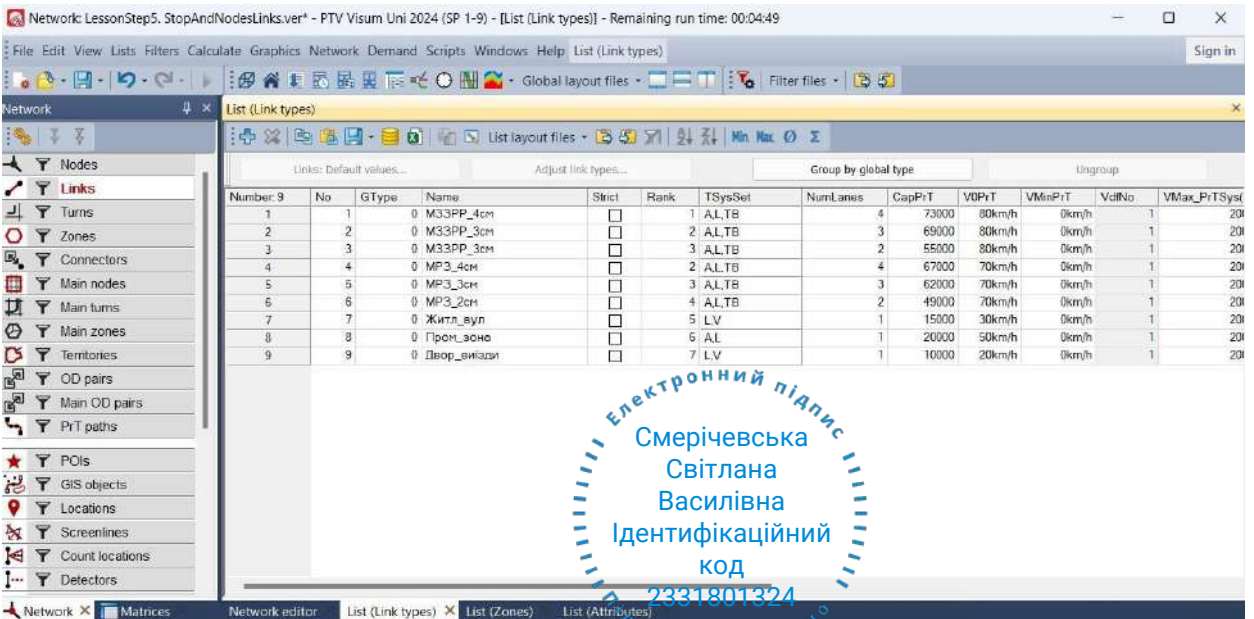 Network: LessonStep5. StopAndNodesLinks.ver* - PTV Visum Uni 2024 (SP 1-9) - [List (Link types)] - Remaining run time: 00:04:49
File Edit View Lists Filters Calculate Graphics Network Demand Scripts Windows Help List (Link types) Sign in
Global layout files Filter files
Network List (Link types)
List layout files Min Max Ø Σ
Links: Default values... Adjust link types... Group by global type Ungroup
Nodes
Links
Turns
Zones
Connectors
Main nodes
Main turns
Main zones
Territories
OD pairs
Main OD pairs
PrT paths
POIs
GIS objects
Locations
Screenlines
Count locations
Detectors
Number: 9 No GType Name Strict Rank TSysSet NumLanes CapPrT V0PrT VMinPrT VdfNo VMax_PrTSys(
1 1 0 МЗЗРР_4см 1 A,L,TB 4 73000 80km/h 0km/h 1 20
2 2 0 МЗЗРР_3см 2 A,L,TB 3 69000 80km/h 0km/h 1 20
3 3 0 МЗЗРР_3см 3 A,L,TB 2 55000 80km/h 0km/h 1 20
4 4 0 МРЗ_4см 2 A,L,TB 4 67000 70km/h 0km/h 1 20
5 5 0 МРЗ_3см 3 A,L,TB 3 62000 70km/h 0km/h 1 20
6 6 0 МРЗ_2см 4 A,L,TB 2 49000 70km/h 0km/h 1 20
7 7 0 Житл_вул 5 L,V 1 15000 30km/h 0km/h 1 20
8 8 0 Пром_зона 6 A,L 1 20000 50km/h 0km/h 1 20
9 9 0 Двор_виїзди 7 L,V 1 10000 20km/h 0km/h 1 20
Електронний підпис
Смерічевська
Світлана
Василівна
Ідентифікаційний
код
2331801324
Network Matrices Network editor List (Link types) List (Zones) List (Attributes)